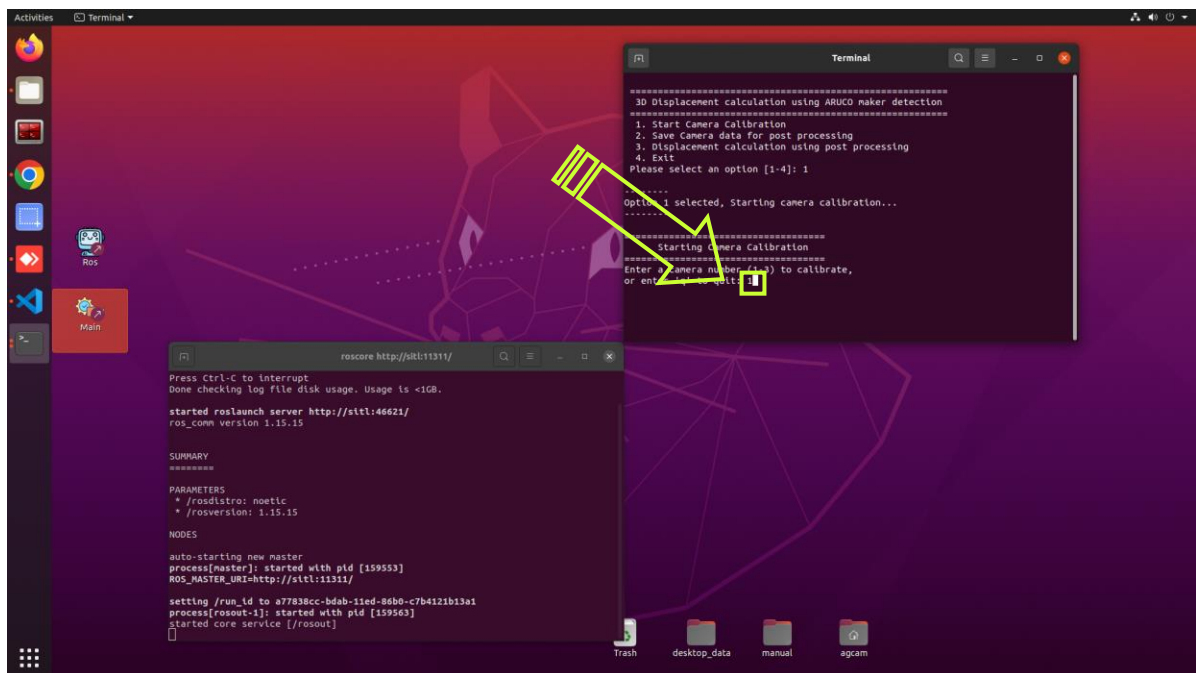 Activities Terminal
Ros
Main
Terminal
==========================================================
3D Displacement calculation using ARUCO maker detection
==========================================================
1. Start Camera Calibration
2. Save Camera data for post processing
3. Displacement calculation using post processing
4. Exit
Please select an option [1-4]: 1
--------
Option 1 selected, Starting camera calibration...
--------
=====================================
Starting Camera Calibration
=====================================
Enter a camera number (1-3) to calibrate,
or enter 'q' to quit: 1
roscore http://sitl:11311/
Press Ctrl-C to interrupt
Done checking log file disk usage. Usage is <1GB.
started roslaunch server http://sitl:46621/
ros_comm version 1.15.15
SUMMARY
========
PARAMETERS
* /rosdistro: noetic
* /rosversion: 1.15.15
NODES
auto-starting new master
process[master]: started with pid [159553]
ROS_MASTER_URI=http://sitl:11311/
setting /run_id to a77838cc-bdab-11ed-86b0-c7b4121b13a1
process[rosout-1]: started with pid [159563]
started core service [/rosout]
Trash desktop_data manual agcam